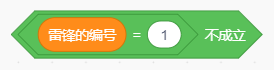 雷锋的编号 = 1 不成立